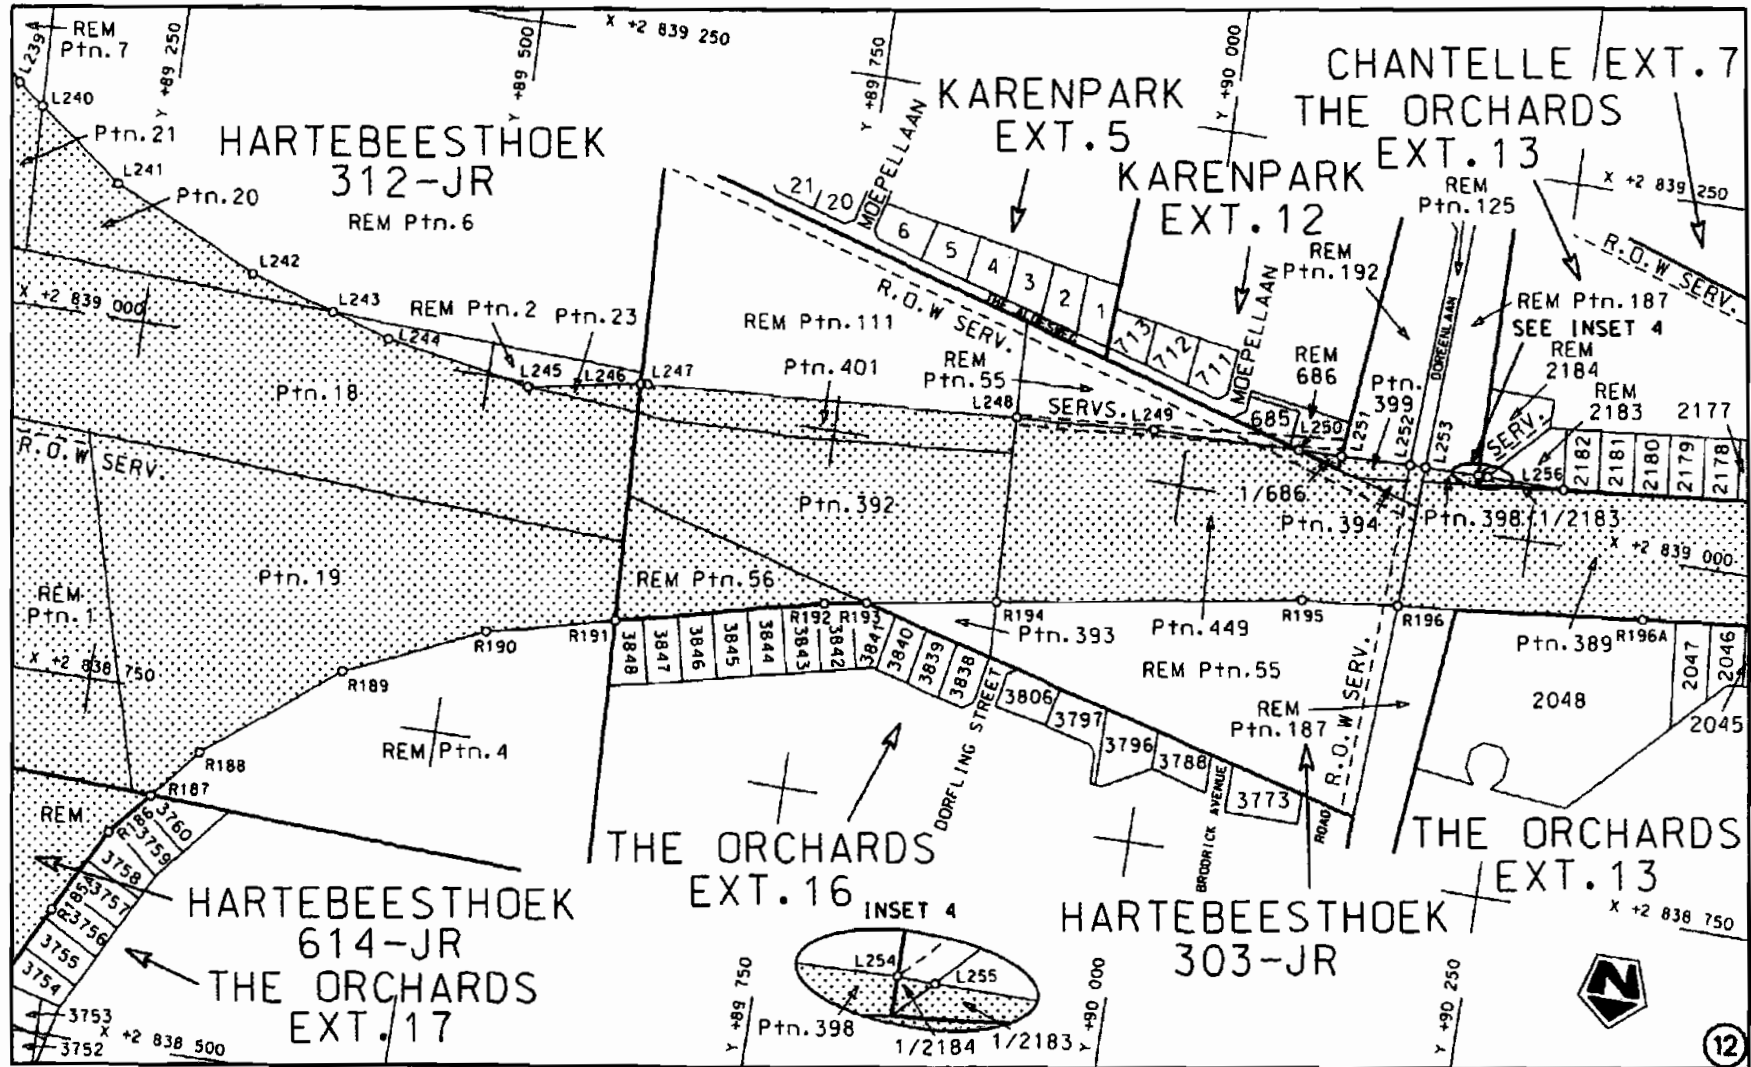 REM
Ptn.7
L239
L240
Y +89 250
Y +89 500
X +2 839 250
Y +89 750
Y +90 000
CHANTELLE EXT.7
THE ORCHARDS
EXT.13
KARENPARK
EXT.5
MOEPELLAAN
Ptn.21
HARTEBEESTHOEK
312-JR
REM Ptn.6
L241
Ptn.20
KARENPARK
EXT.12
REM
Ptn.125
X +2 839 250
21
20
6
5
4
3
2
1
R.O.W SERV.
REM
Ptn.192
MOEPELLAAN
R.O.W SERV.
L242
L243
X +2 839 000
L244
REM Ptn.2
Ptn.23
REM Ptn.111
Ptn.401
REM
Ptn.55
713
712
711
REM
686
Ptn.
399
DOREENLAAN
REM Ptn.187
SEE INSET 4
REM
2184
REM
2183
2177
L245
L246
L247
L248
SERVS.
L249
685
L250
L251
L252
L253
SERV.
L256
2182
2181
2180
2179
2178
Ptn.18
R.O.W SERV.
Ptn.392
1/686
Ptn.394
Ptn.398
1/2183
X +2 839 000
Ptn.19
REM Ptn.56
REM
Ptn.1
R190
R191
R192
R193
R194
R195
R196
R196A
Ptn.393
Ptn.449
Ptn.389
3848
3847
3846
3845
3844
3843
3842
3841
3840
3839
3838
REM Ptn.55
2047
2046
2045
2048
X +2 838 750
R189
DORFLING STREET
3806
3797
3796
3788
3773
REM
Ptn.187
R.O.W SERV.
REM Ptn.4
R188
R187
REM
R186
3760
3759
3758
3757
3756
3755
3754
R185A
BRODRICK AVENUE
ROAD
THE ORCHARDS
EXT.16
THE ORCHARDS
EXT.13
HARTEBEESTHOEK
614-JR
INSET 4
HARTEBEESTHOEK
303-JR
X +2 838 750
THE ORCHARDS
EXT.17
L254
L255
Ptn.398
1/2184
1/2183
Y +89 750
Y +90 000
Y +90 250
N
3753
3752
X +2 838 500
12